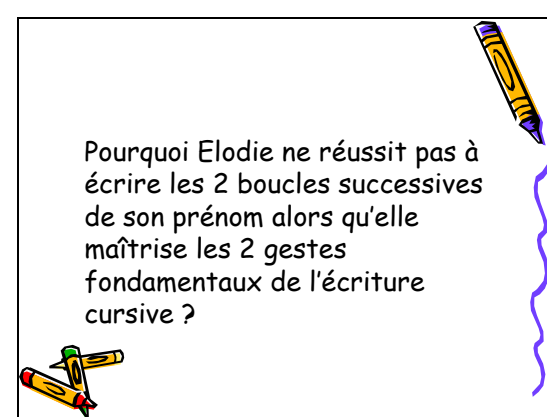 Pourquoi Elodie ne réussit pas à
écrire les 2 boucles successives
de son prénom alors qu'elle
maîtrise les 2 gestes
fondamentaux de l'écriture
cursive ?